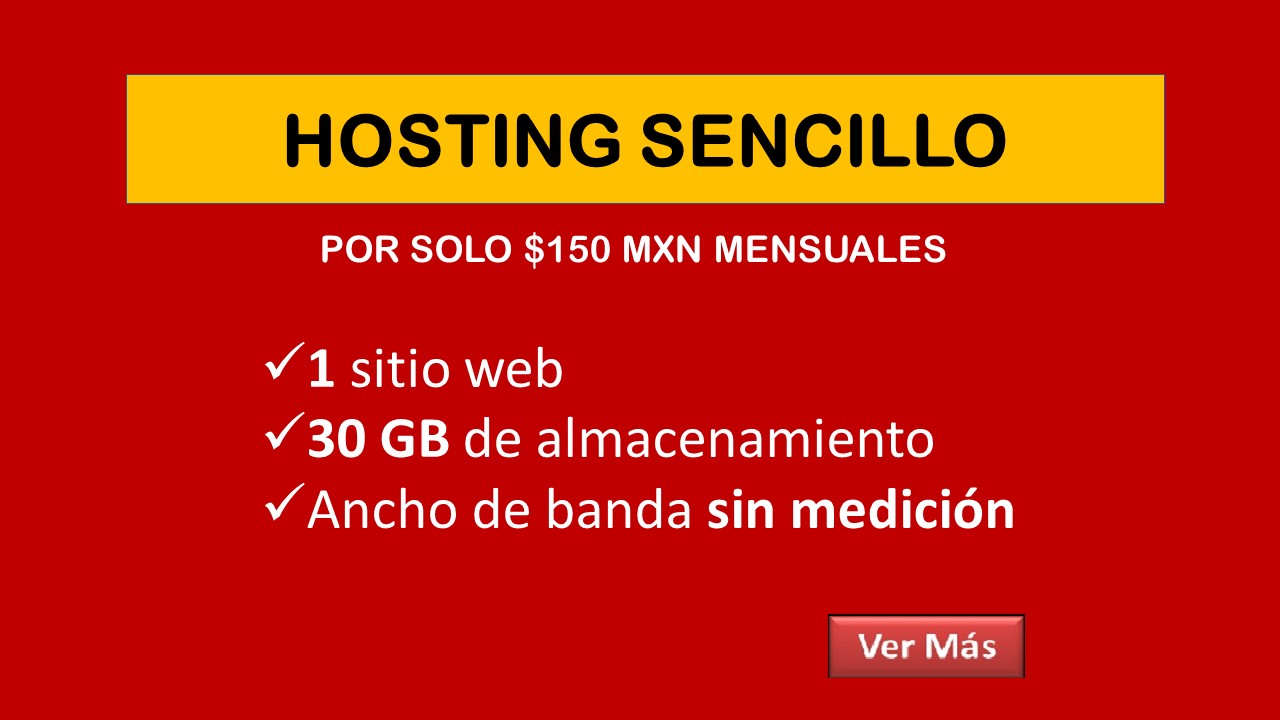 HOSTING SENCILLO
POR SOLO $150 MXN MENSUALES
✓1 sitio web
✓30 GB de almacenamiento
✓Ancho de banda sin medición
Ver Más